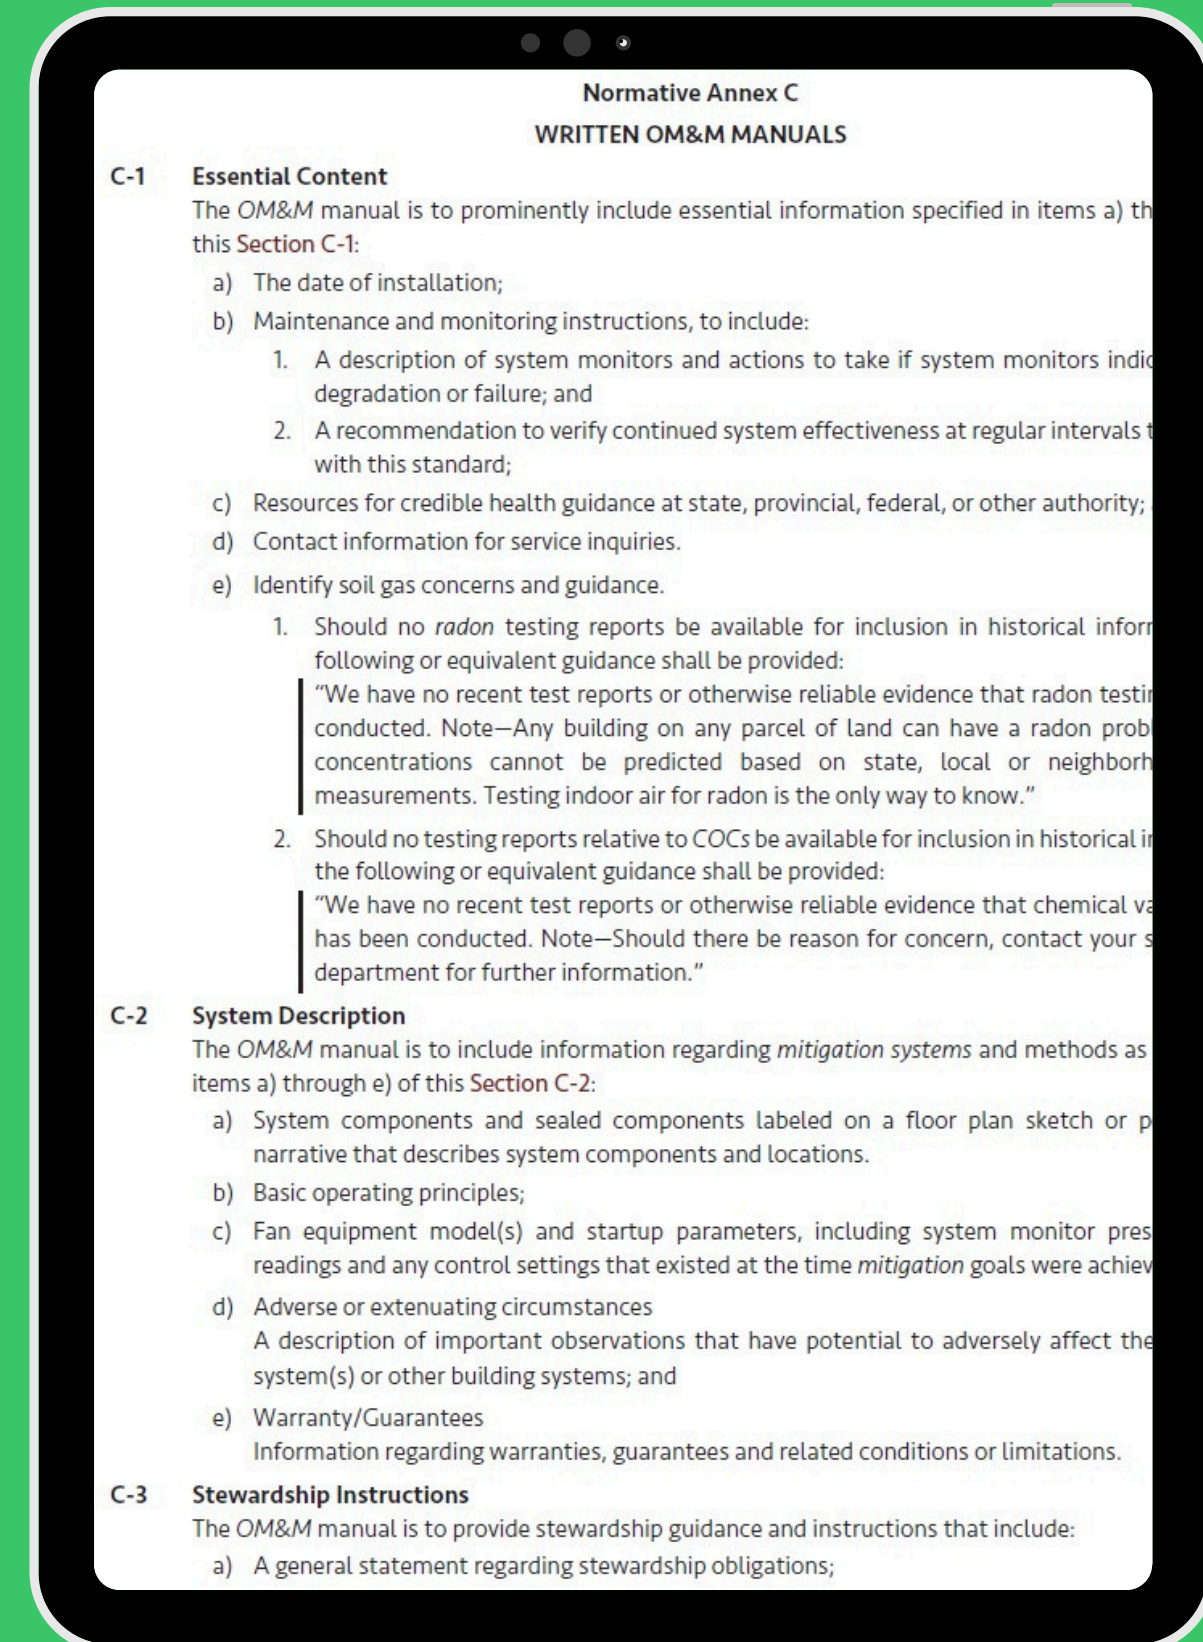 Normative Annex C
WRITTEN OM&M MANUALS
C-1 Essential Content
The OM&M manual is to prominently include essential information specified in items a)
this Section C-1:
a) The date of installation;
b) Maintenance and monitoring instructions, to include:
1. A description of system monitors and actions to take if system monitors
degradation or failure; and
2. A recommendation to verify continued system effectiveness at regular intervals
with this standard;
c) Resources for credible health guidance at state, provincial, federal, or other authority;
d) Contact information for service inquiries.
e) Identify soil gas concerns and guidance.
1. Should no radon testing reports be available for inclusion in historical
following or equivalent guidance shall be provided:
“We have no recent test reports or otherwise reliable evidence that radon
conducted. Note—Any building on any parcel of land can have a radon
concentrations cannot be predicted based on state, local or
measurements. Testing indoor air for radon is the only way to know.”
2. Should no testing reports relative to COCs be available for inclusion in historical
the following or equivalent guidance shall be provided:
“We have no recent test reports or otherwise reliable evidence that chemical
has been conducted. Note—Should there be reason for concern, contact your
department for further information.”
C-2 System Description
The OM&M manual is to include information regarding mitigation systems and methods as
items a) through e) of this Section C-2:
a) System components and sealed components labeled on a floor plan sketch or
narrative that describes system components and locations.
b) Basic operating principles;
c) Fan equipment model(s) and startup parameters, including system monitor
readings and any control settings that existed at the time mitigation goals were
d) Adverse or extenuating circumstances
A description of important observations that have potential to adversely affect the
system(s) or other building systems; and
e) Warranty/Guarantees
Information regarding warranties, guarantees and related conditions or limitations.
C-3 Stewardship Instructions
The OM&M manual is to provide stewardship guidance and instructions that include:
a) A general statement regarding stewardship obligations;